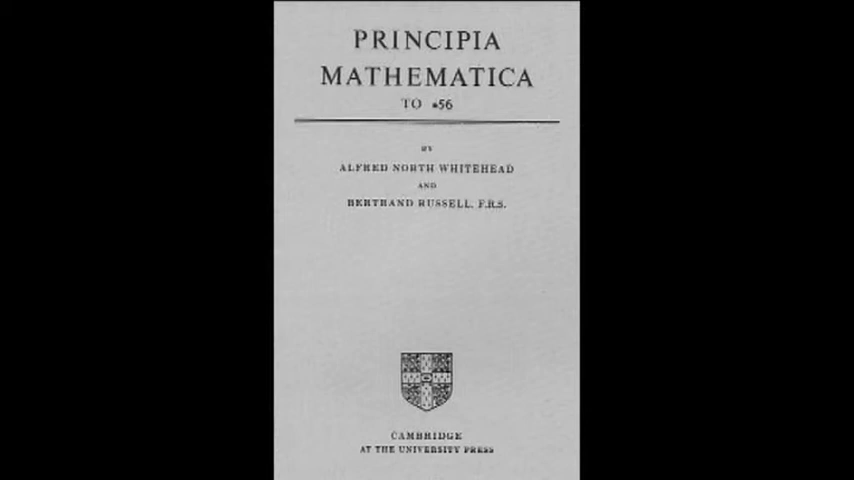 PRINCIPIA
MATHEMATICA
TO *56
BY
ALFRED NORTH WHITEHEAD
AND
BERTRAND RUSSELL, F.R.S.
CAMBRIDGE
AT THE UNIVERSITY PRESS